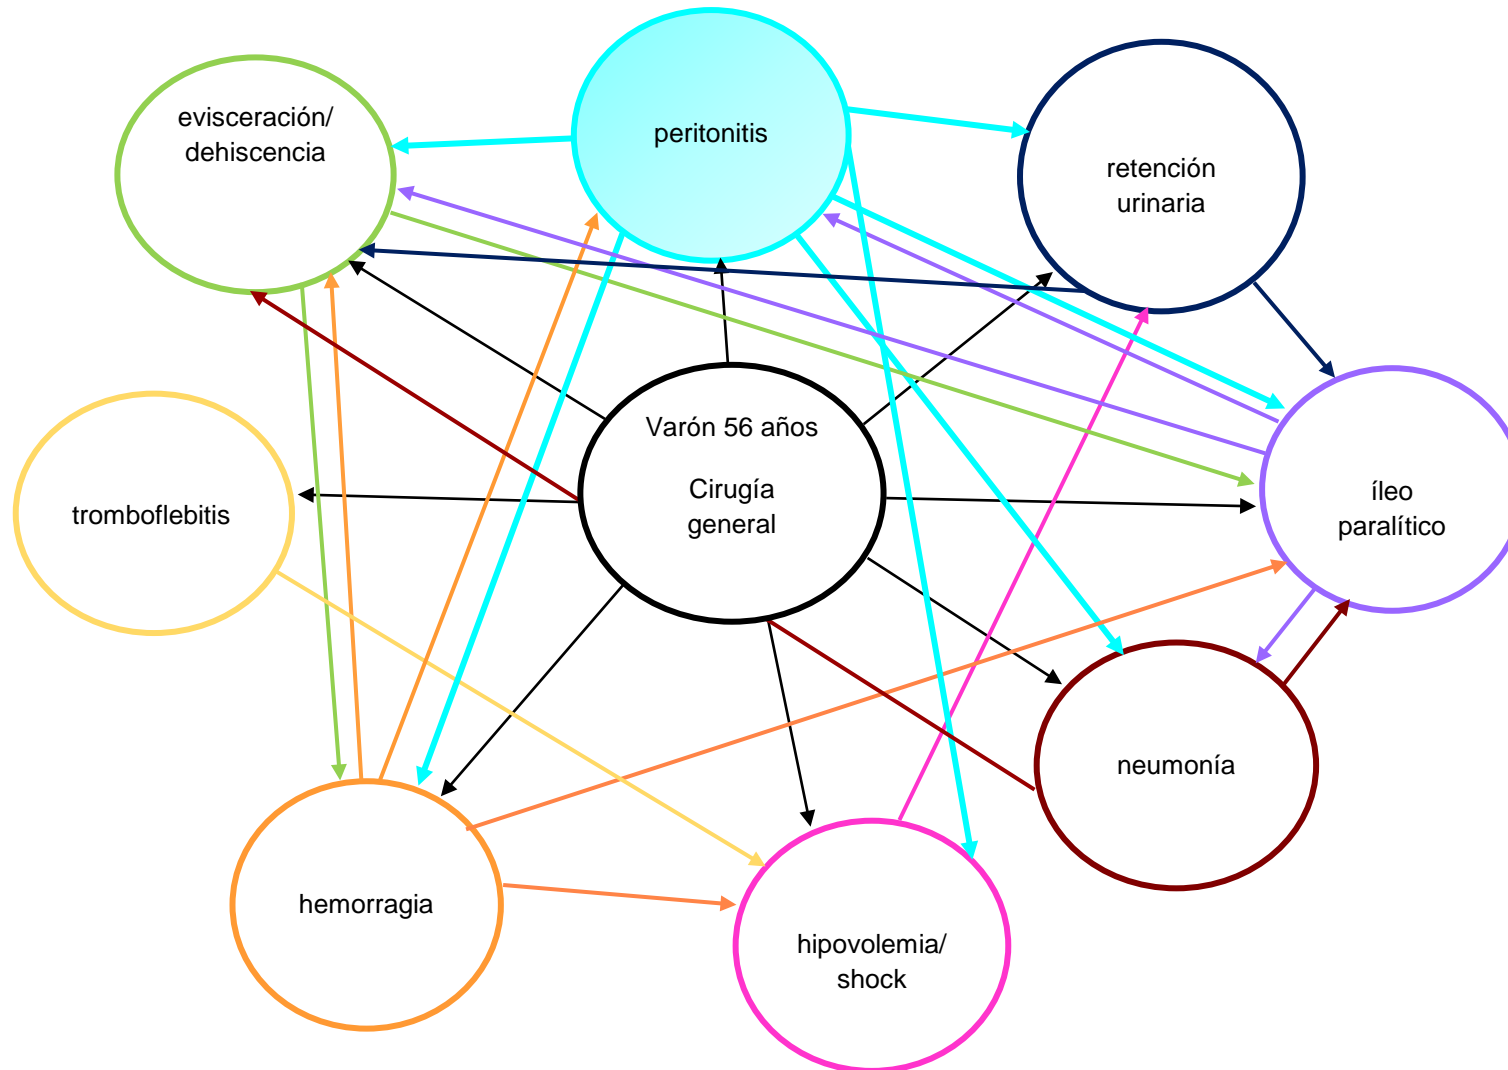 evisceración/
dehiscencia
peritonitis
retención
urinaria
Varón 56 años
Cirugía
general
tromboflebitis
íleo
paralítico
neumonía
hemorragia
hipovolemia/
shock